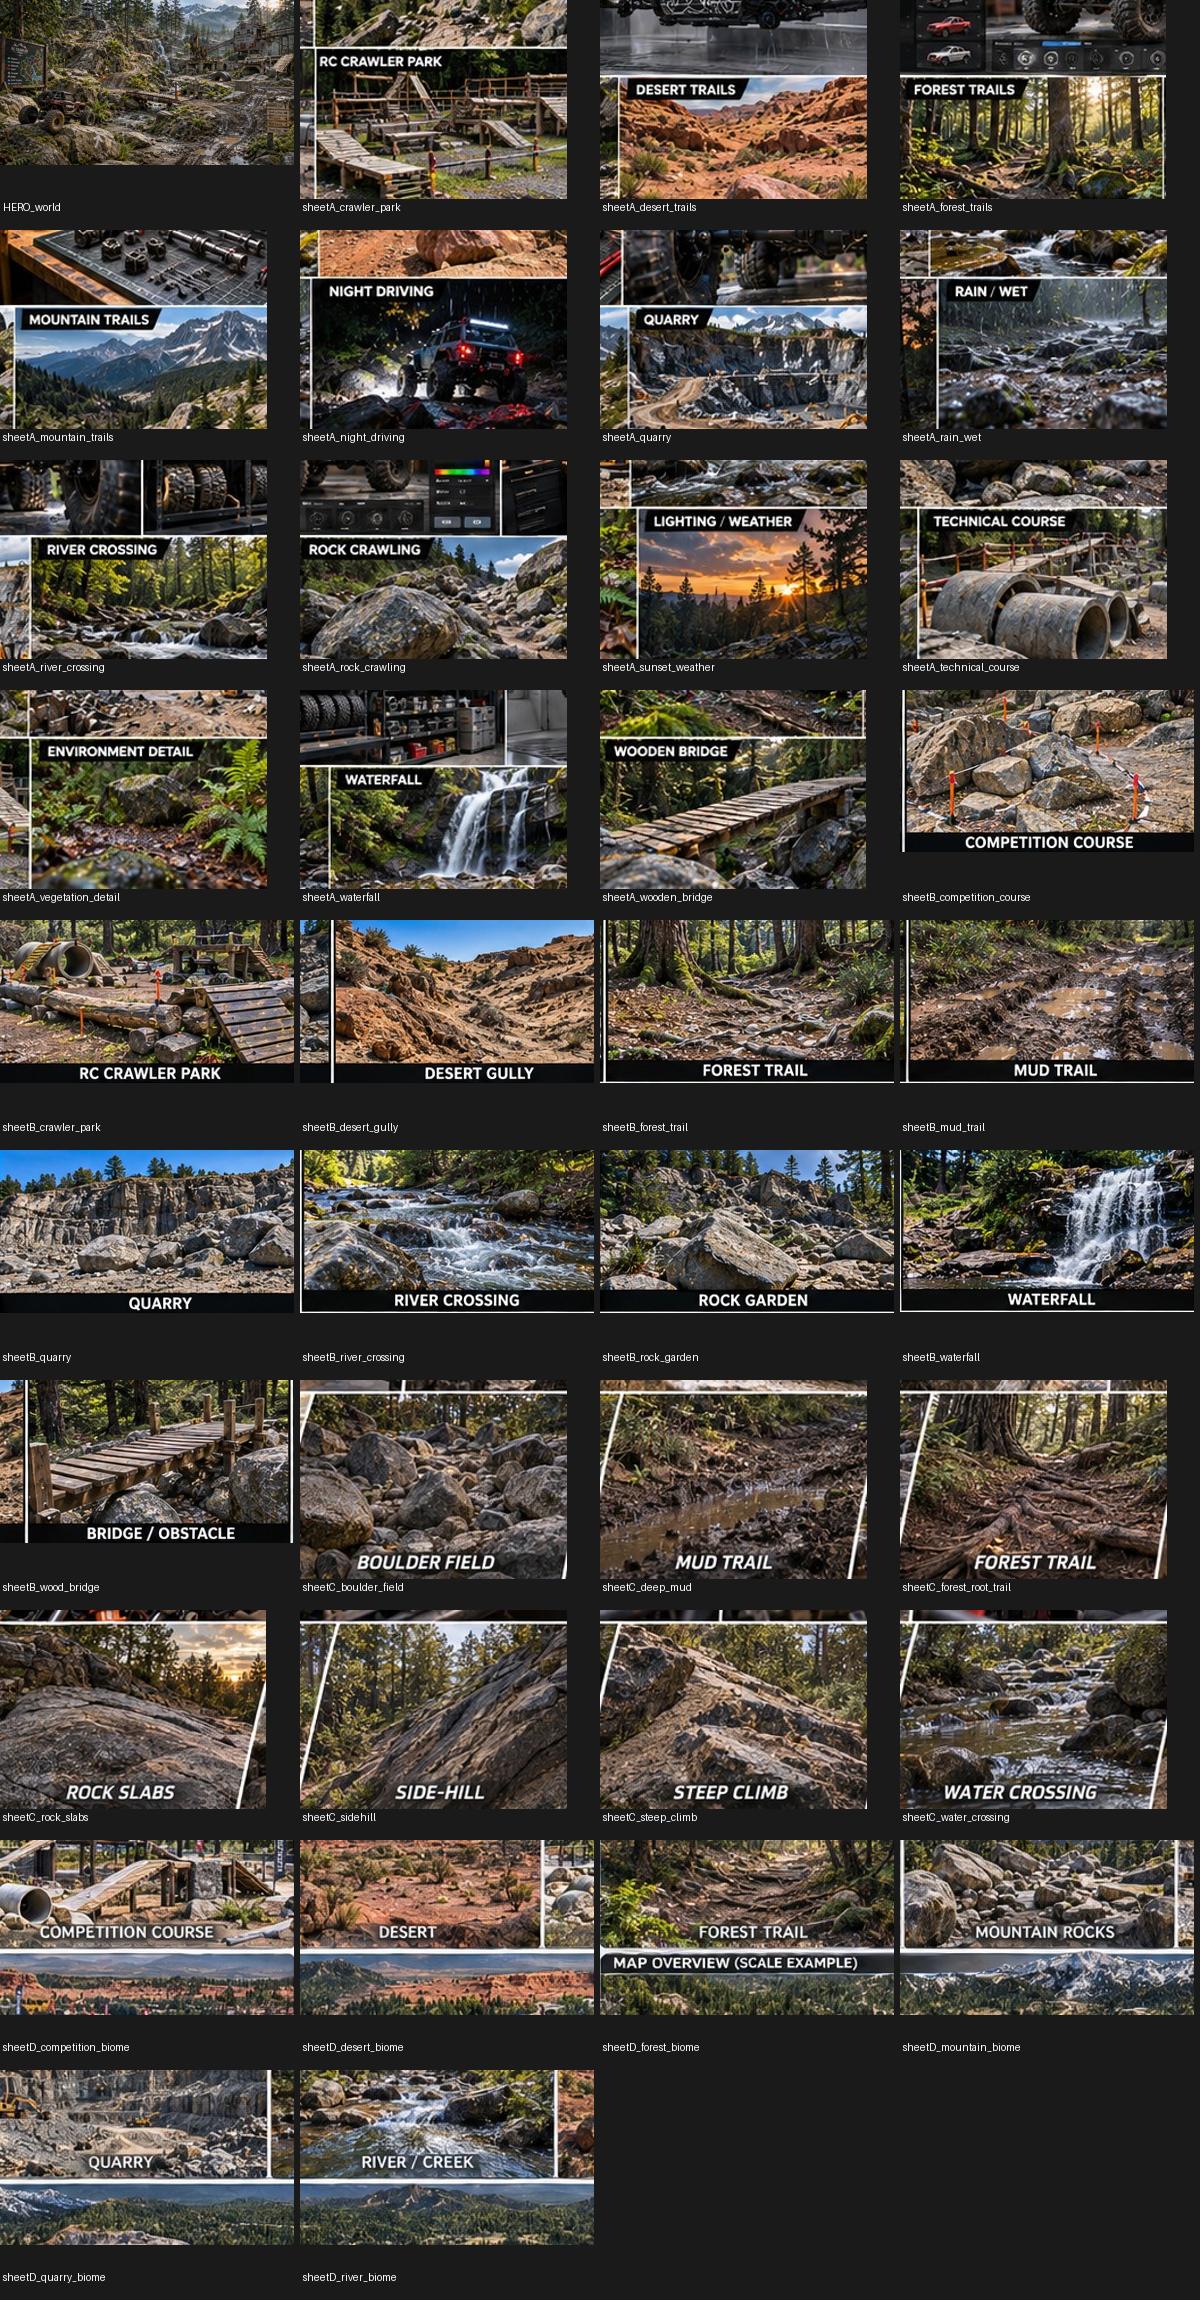 RC CRAWLER PARK
DESERT TRAILS
FOREST TRAILS
HERO_world
sheetA_crawler_park
sheetA_desert_trails
sheetA_forest_trails
MOUNTAIN TRAILS
NIGHT DRIVING
QUARRY
RAIN / WET
sheetA_mountain_trails
sheetA_night_driving
sheetA_quarry
sheetA_rain_wet
RIVER CROSSING
ROCK CRAWLING
LIGHTING / WEATHER
TECHNICAL COURSE
sheetA_river_crossing
sheetA_rock_crawling
sheetA_sunset_weather
sheetA_technical_course
ENVIRONMENT DETAIL
WATERFALL
WOODEN BRIDGE
COMPETITION COURSE
sheetA_vegetation_detail
sheetA_waterfall
sheetA_wooden_bridge
sheetB_competition_course
RC CRAWLER PARK
DESERT GULLY
FOREST TRAIL
MUD TRAIL
sheetB_crawler_park
sheetB_desert_gully
sheetB_forest_trail
sheetB_mud_trail
QUARRY
RIVER CROSSING
ROCK GARDEN
WATERFALL
sheetB_quarry
sheetB_river_crossing
sheetB_rock_garden
sheetB_waterfall
BRIDGE / OBSTACLE
BOULDER FIELD
MUD TRAIL
FOREST TRAIL
sheetB_wood_bridge
sheetC_boulder_field
sheetC_deep_mud
sheetC_forest_root_trail
ROCK SLABS
SIDE-HILL
STEEP CLIMB
WATER CROSSING
sheetC_rock_slabs
sheetC_sidehill
sheetC_steep_climb
sheetC_water_crossing
COMPETITION COURSE
DESERT
FOREST TRAIL
MOUNTAIN ROCKS
MAP OVERVIEW (SCALE EXAMPLE)
sheetD_competition_biome
sheetD_desert_biome
sheetD_forest_biome
sheetD_mountain_biome
QUARRY
RIVER / CREEK
sheetD_quarry_biome
sheetD_river_biome